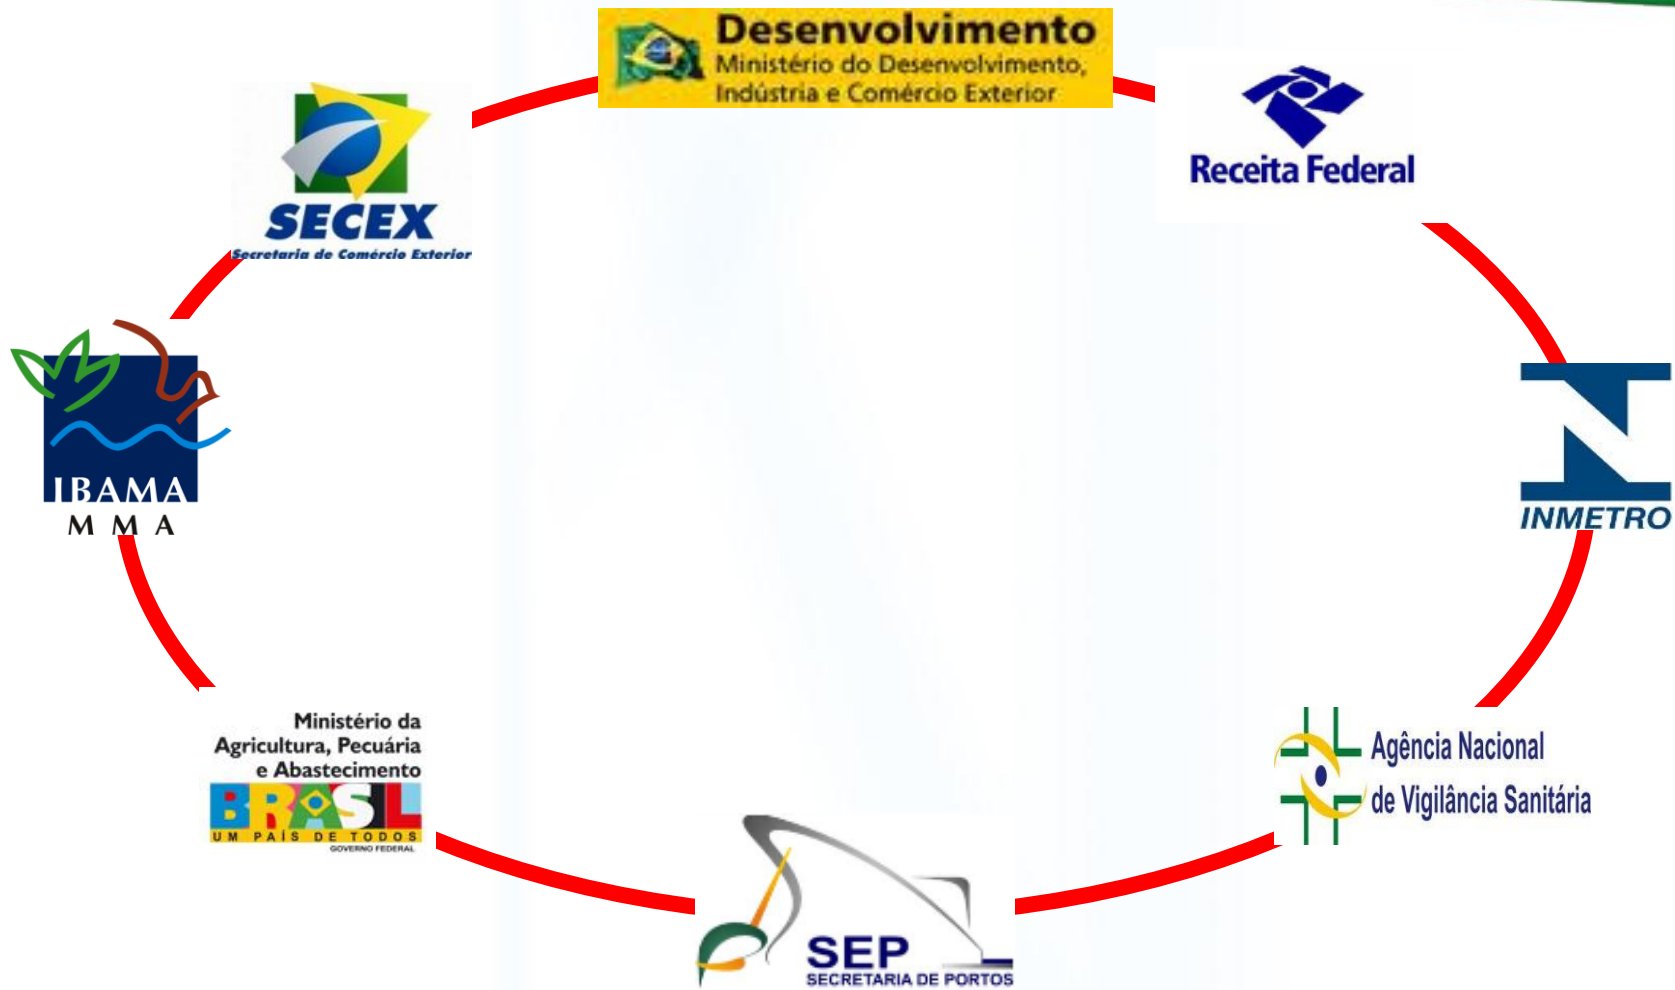 Desenvolvimento
Ministério do Desenvolvimento,
Indústria e Comércio Exterior
Receita Federal
SECEX
Secretaria de Comércio Exterior
IBAMA
M M A
INMETRO
Ministério da
Agricultura, Pecuária
e Abastecimento
BRASIL
UM PAÍS DE TODOS
GOVERNO FEDERAL
Agência Nacional
de Vigilância Sanitária
SEP
SECRETARIA DE PORTOS